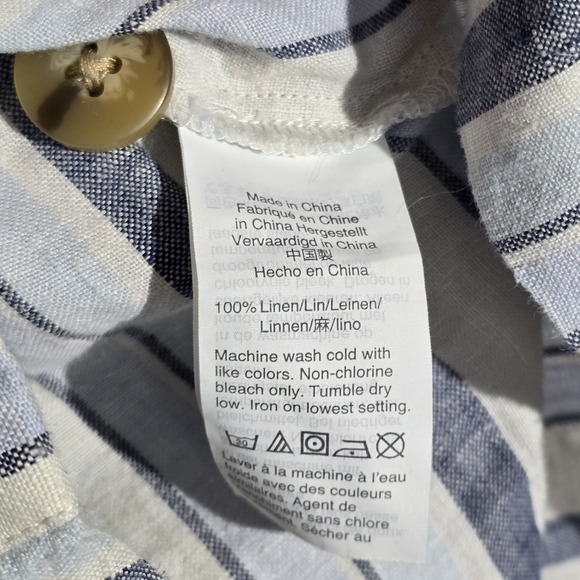 Made in China
Fabriqué en Chine
in China Hergestellt
Vervaardigd in China
中国製
Hecho en China
100% Linen/Lin/Leinen/
Linnen/麻/lino
Machine wash cold with
like colors. Non-chlorine
bleach only. Tumble dry
low. Iron on lowest setting.
30
Laver à la machine à l'eau
froide avec des couleurs
similaires. Agent de
blanchiment sans chlore
Sécher au